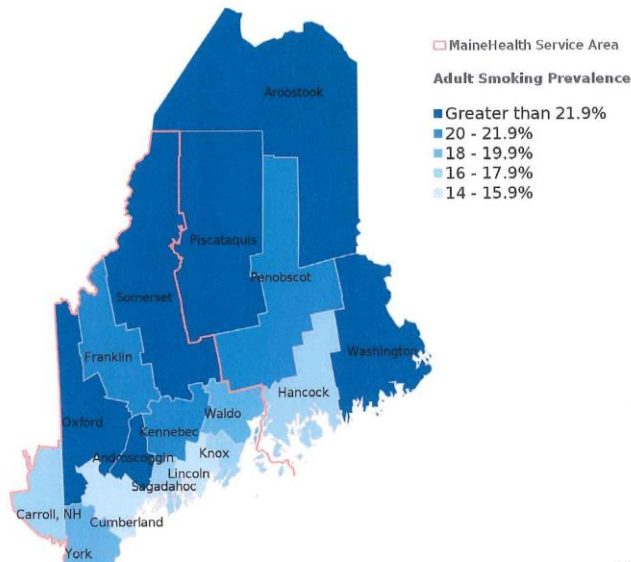 MaineHealth Service Area
Adult Smoking Prevalence
Greater than 21.9%
20 - 21.9%
18 - 19.9%
16 - 17.9%
14 - 15.9%
Aroostook
Piscataquis
Penobscot
Somerset
Washington
Franklin
Hancock
Waldo
Oxford
Kennebec
Knox
Androscoggin
Lincoln
Sagadahoc
Carroll, NH
Cumberland
York